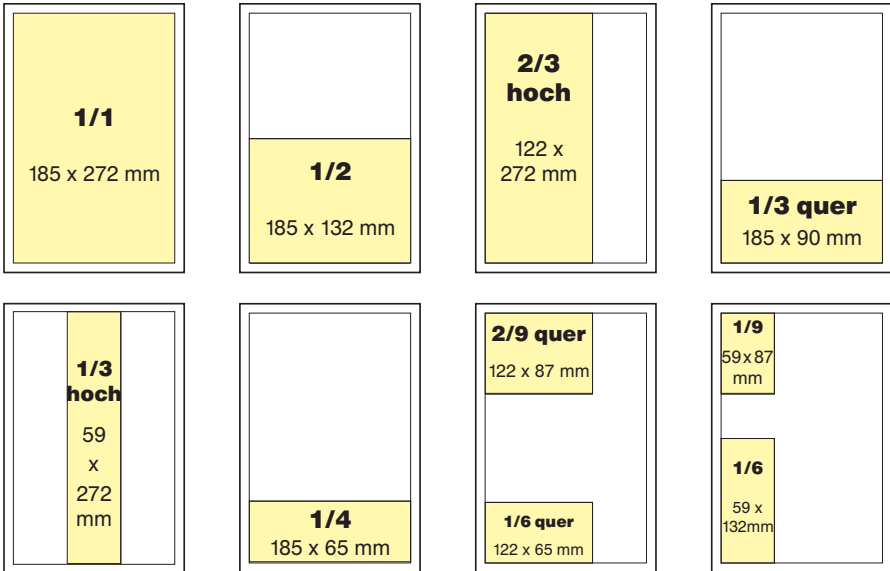 1/1
185 x 272 mm
1/2
185 x 132 mm
2/3
hoch
122 x
272 mm
1/3 quer
185 x 90 mm
1/3
hoch
59
x
272
mm
1/4
185 x 65 mm
2/9 quer
122 x 87 mm
1/6 quer
122 x 65 mm
1/9
59 x 87
mm
1/6
59 x
132mm